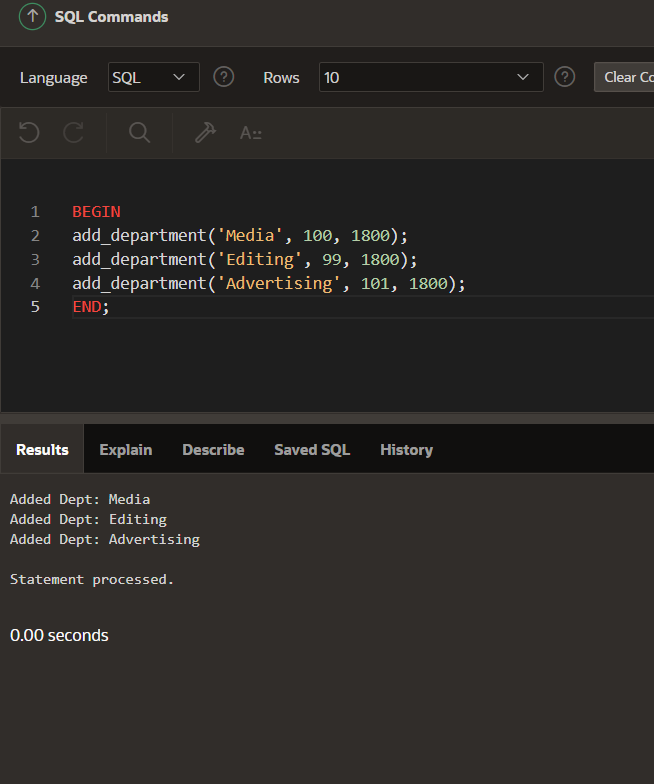 SQL Commands
Language SQL ? Rows 10 ? Clear Co
A::
1 BEGIN
2 add_department('Media', 100, 1800);
3 add_department('Editing', 99, 1800);
4 add_department('Advertising', 101, 1800);
5 END;
Results Explain Describe Saved SQL History
Added Dept: Media
Added Dept: Editing
Added Dept: Advertising
Statement processed.
0.00 seconds